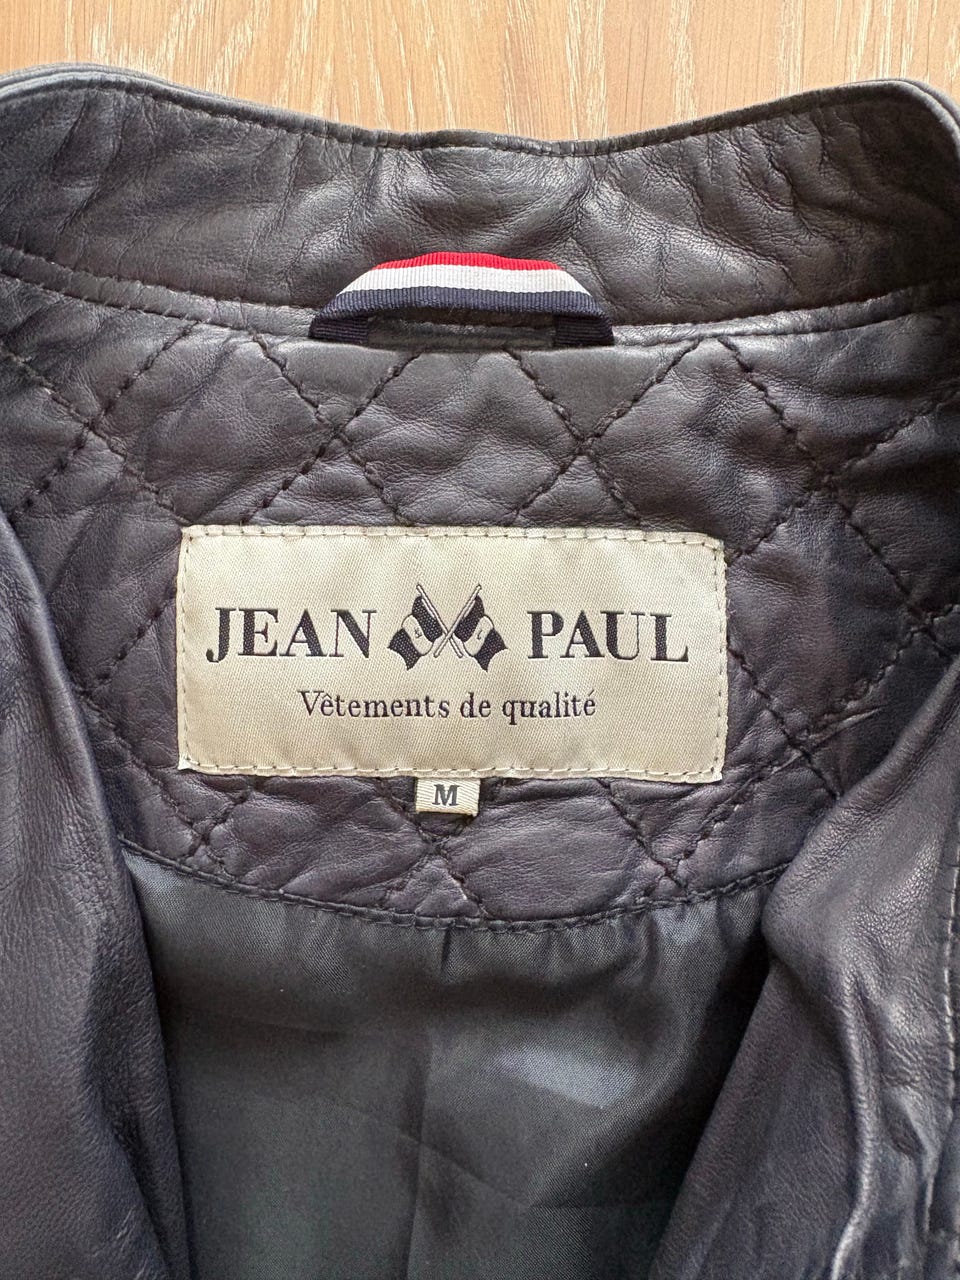 JEAN PAUL
Vêtements de qualité
M